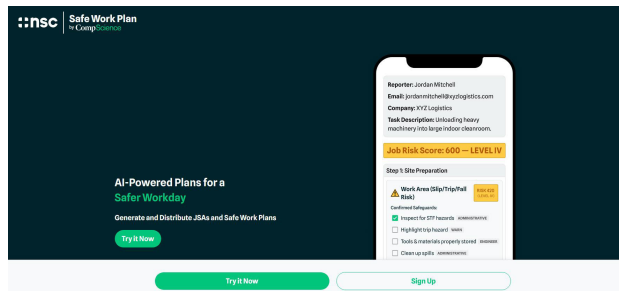 nsc
Safe Work Plan
by CompScience
AI-Powered Plans for a
Safer Workday
Generate and Distribute JSAs and Safe Work Plans
Try it Now
Reporter: Jordan Mitchell
Email: jordanmitchell@xyzlogistics.com
Company: XYZ Logistics
Task Description: Unloading heavy
machinery into large indoor cleanroom.
Job Risk Score: 600 — LEVEL IV
Step 1: Site Preparation
Work Area (Slip/Trip/Fall
Risk)
Confirmed Safeguards:
Inspect for STF hazards ADMINISTRATIVE
Highlight trip hazard
Tools & materials properly stored
Clean up spills ADMINISTRATIVE
Try it Now
Sign Up